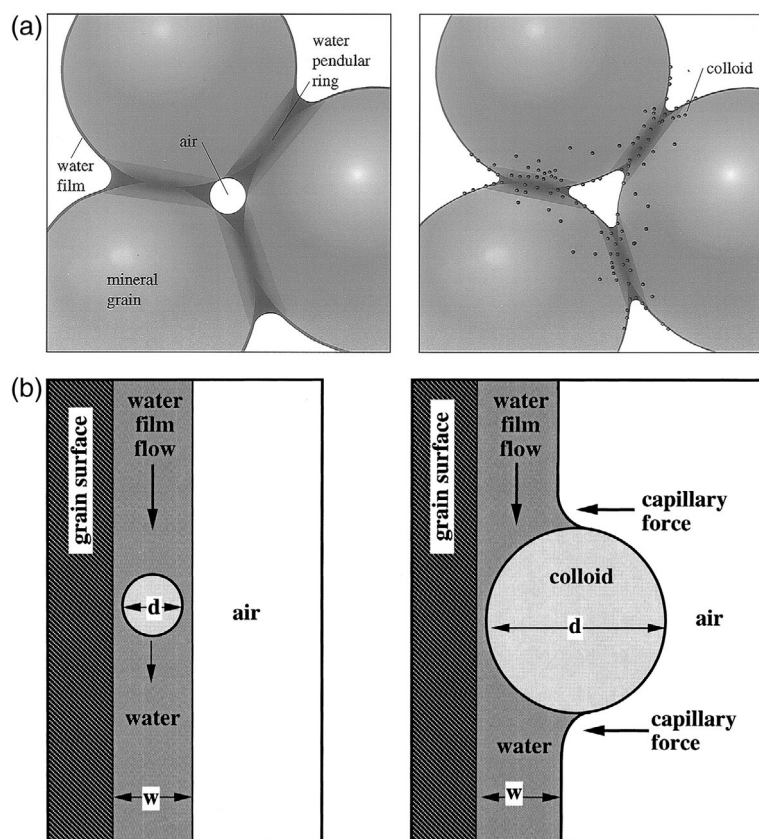 (a)
water
pendular
ring
air
water
film
mineral
grain
colloid
(b)
grain surface
water
film
flow
d
water
w
air
grain surface
water
film
flow
capillary
force
colloid
d
air
water
capillary
force
w